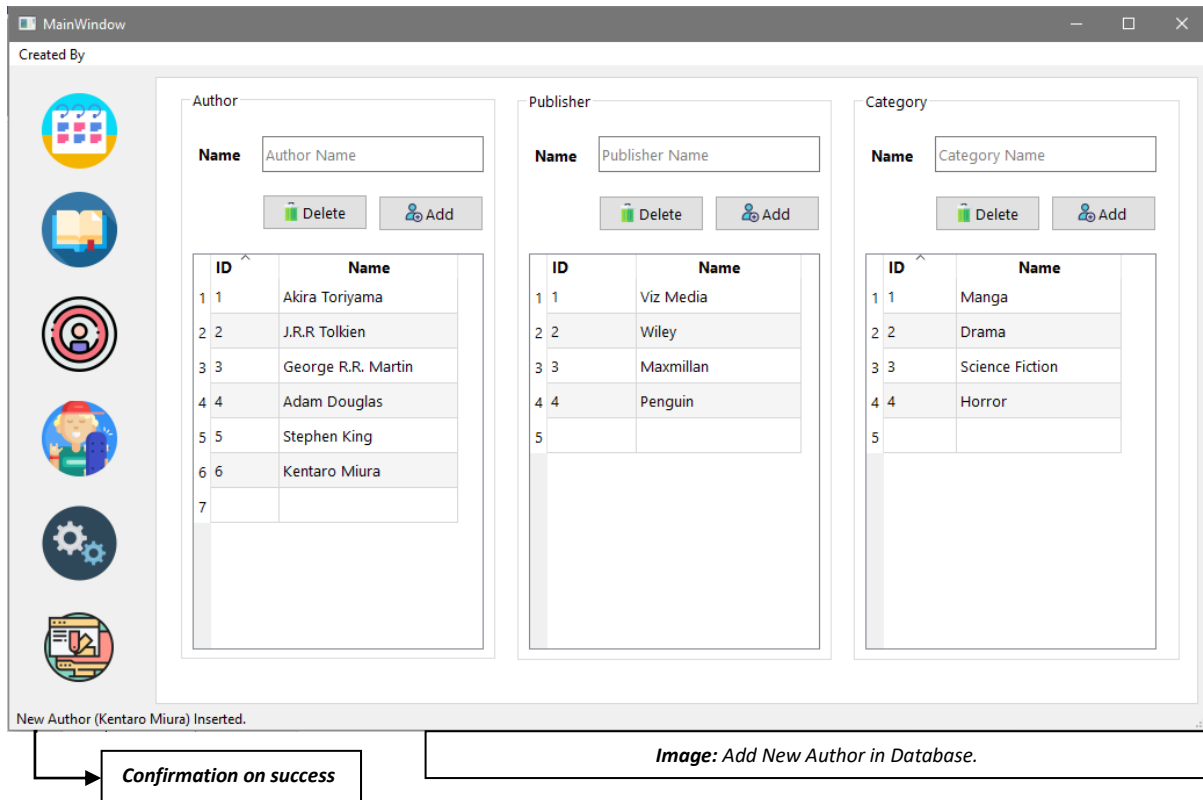 MainWindow
Created By
Author
Name Author Name
Delete Add
ID Name
1 1 Akira Toriyama
2 2 J.R.R Tolkien
3 3 George R.R. Martin
4 4 Adam Douglas
5 5 Stephen King
6 6 Kentaro Miura
7
Publisher
Name Publisher Name
Delete Add
ID Name
1 1 Viz Media
2 2 Wiley
3 3 Maxmillan
4 4 Penguin
5
Category
Name Category Name
Delete Add
ID Name
1 1 Manga
2 2 Drama
3 3 Science Fiction
4 4 Horror
5
New Author (Kentaro Miura) Inserted.
Image: Add New Author in Database.
Confirmation on success